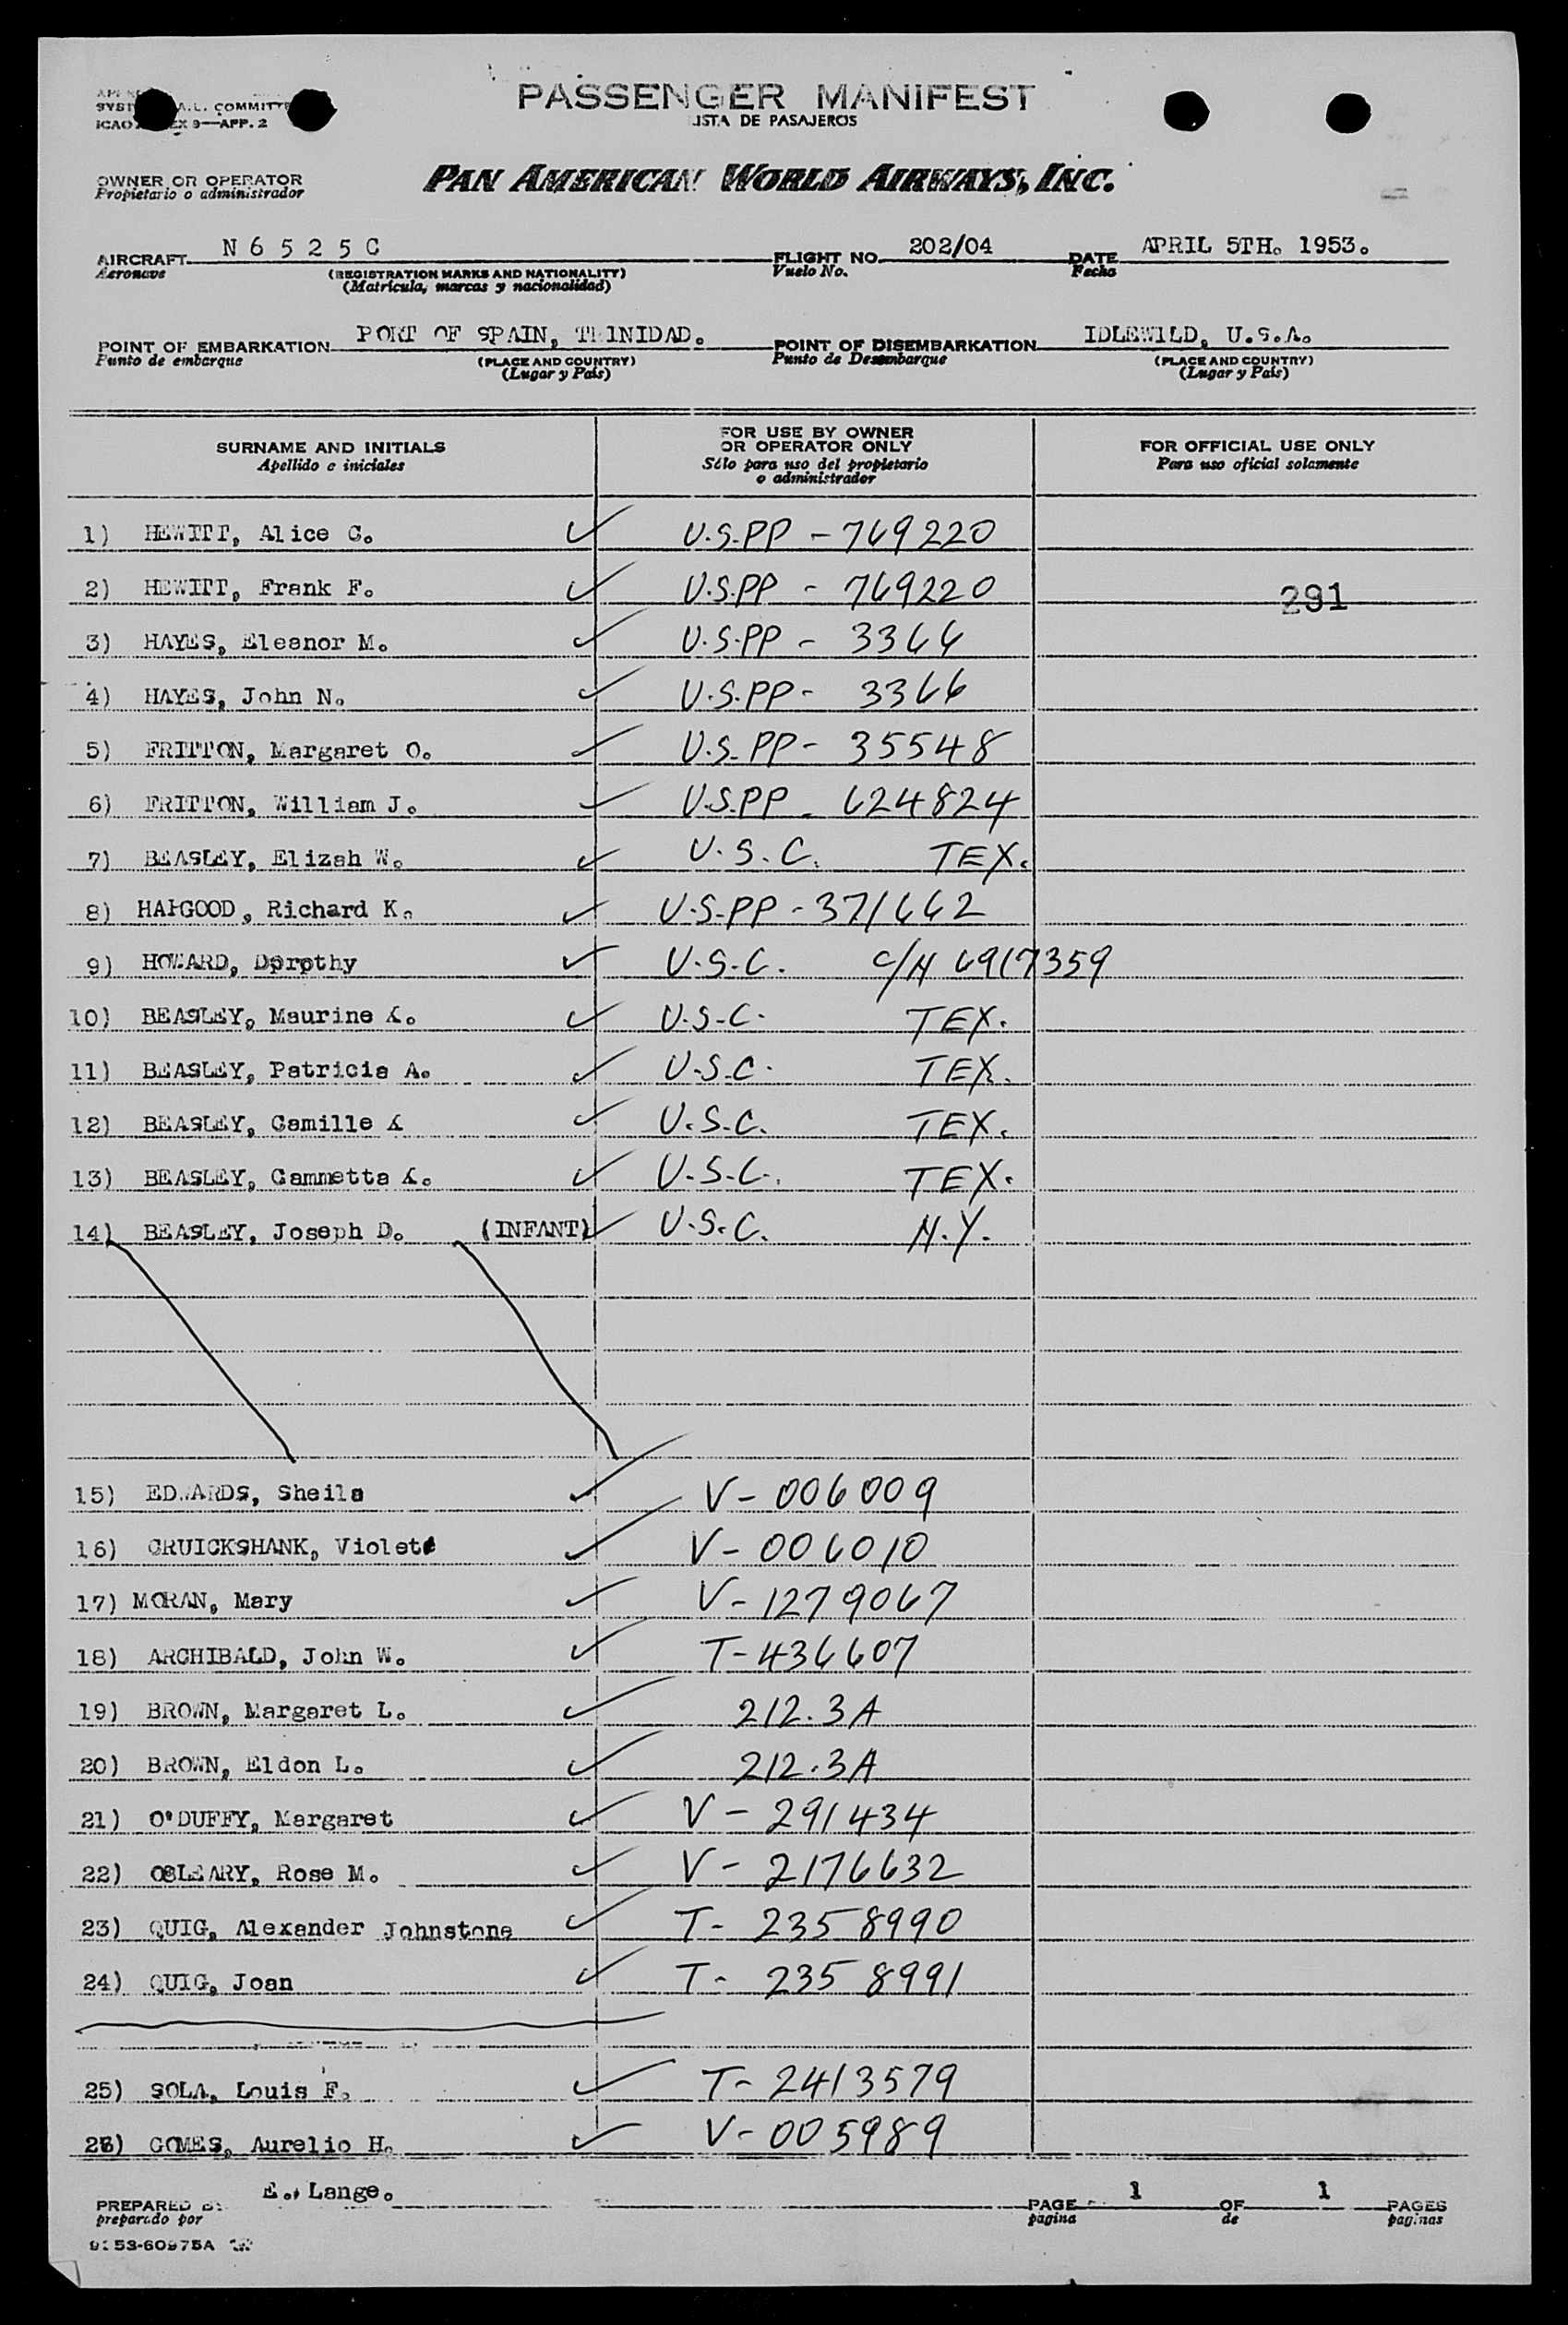 PASSENGER MANIFEST
LISTA DE PASAJEROS
A.L. COMMITTE
ICAO EX 9—APP. 2
OWNER OR OPERATOR
Propietario o administrador
PAN AMERICAN WORLD AIRWAYS, INC.
AIRCRAFT N 6 5 2 5 C FLIGHT NO. 202/04 DATE APRIL 5TH. 1953.
Aeronave (REGISTRATION MARKS AND NATIONALITY) Vuelo No. Fecha
(Matricula, marcas y nacionalidad)
POINT OF EMBARKATION PORT OF SPAIN, TRINIDAD. POINT OF DISEMBARKATION IDLEWILD, U.S.A.
Punto de embarque (PLACE AND COUNTRY) Punto de Desembarque (PLACE AND COUNTRY)
(Lugar y País) (Lugar y País)
SURNAME AND INITIALS FOR USE BY OWNER OR OPERATOR ONLY FOR OFFICIAL USE ONLY
Apellido e iniciales Sólo para uso del propietario o administrador Para uso oficial solamente
1) HEWITT, Alice C. U.S.PP - 769220
2) HEWITT, Frank F. U.S.PP - 769220 291
3) HAYES, Eleanor M. U.S.PP - 3366
4) HAYES, John N. U.S.PP - 3366
5) FRITTON, Margaret O. U.S.PP - 35548
6) FRITTON, William J. U.S.PP - 624824
7) BEASLEY, Elizah W. U.S.C. TEX.
8) HAPGOOD, Richard K. U.S.PP - 371662
9) HOWARD, Dorothy U.S.C. C/N 6917359
10) BEASLEY, Maurine K. U.S.C. TEX.
11) BEASLEY, Patricia A. U.S.C. TEX.
12) BEASLEY, Camille K U.S.C. TEX.
13) BEASLEY, Cammetta K. U.S.C. TEX.
14) BEASLEY, Joseph D. (INFANT) U.S.C. N.Y.
15) EDWARDS, Sheila V - 006009
16) CRUICKSHANK, Violet V - 006010
17) MORAN, Mary V - 1279067
18) ARCHIBALD, John W. T - 436607
19) BROWN, Margaret L. 212.3A
20) BROWN, Eldon L. 212.3A
21) O'DUFFY, Margaret V - 291434
22) O'LEARY, Rose M. V - 2176632
23) QUIG, Alexander Johnstone T - 2358990
24) QUIG, Joan T - 2358991
25) SOLA, Louis F. T - 2413579
26) GOMES, Aurelio H. V - 005989
PREPARED BY E. Lange. PAGE 1 OF 1 PAGES
preparado por pagina de paginas